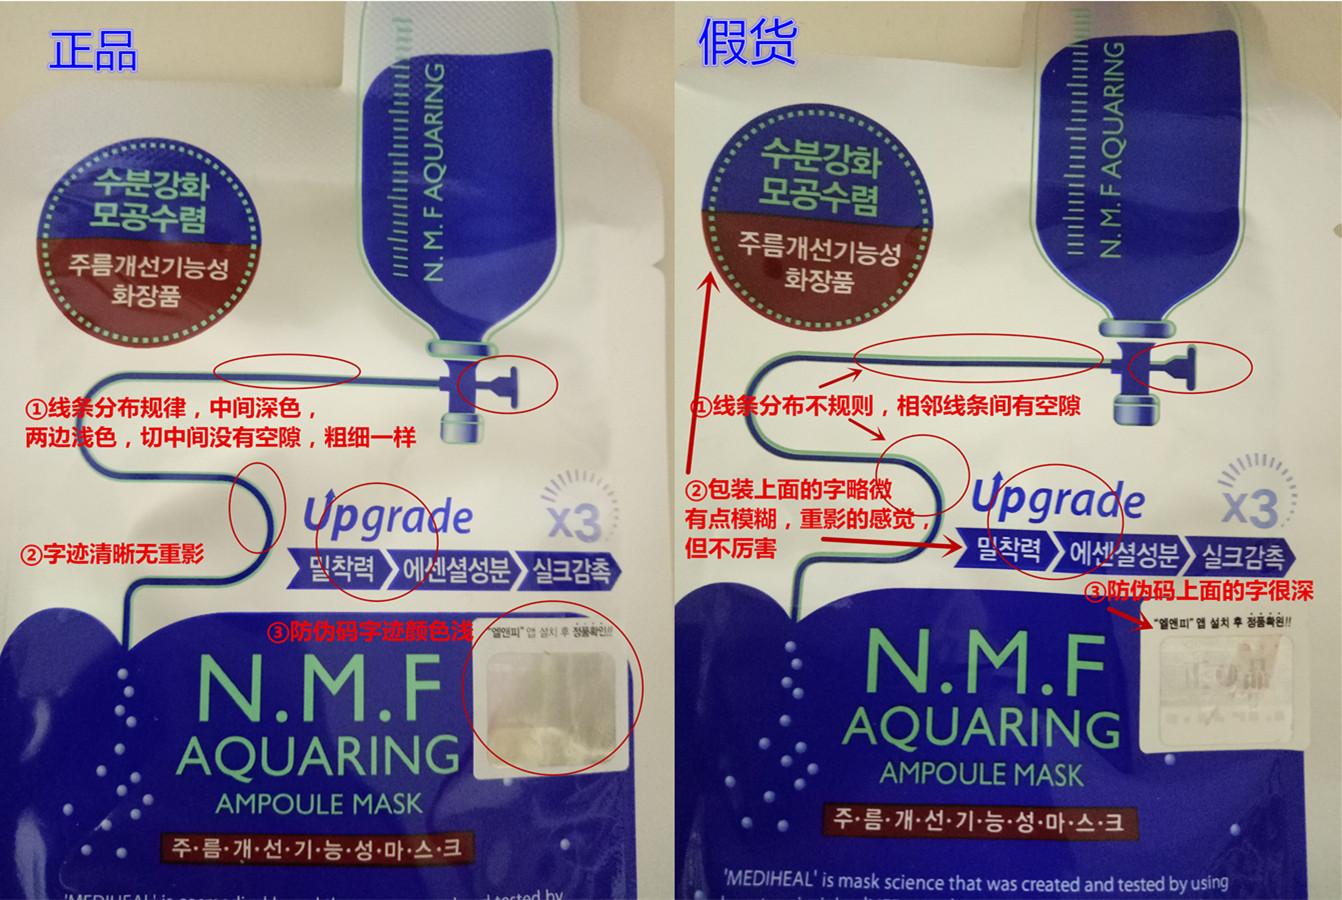 正品
N.M.F AQUARING
수분강화
모공수렴
주름개선기능성
화장품
①线条分布规律，中间深色，
两边浅色，切中间没有空隙，粗细一样
②字迹清晰无重影
Upgrade
x3
밀착력
에센셜성분
실크감촉
③防伪码字迹颜色浅
"엘앤피" 앱 설치 후 정품확인!!
N.M.F
AQUARING
AMPOULE MASK
주·름·개·선·기·능·성·마·스·크
假货
N.M.F AQUARING
수분강화
모공수렴
주름개선기능성
화장품
①线条分布不规则，相邻线条间有空隙
②包装上面的字略微
有点模糊，重影的感觉，
但不厉害
Upgrade
x3
밀착력
에센셜성분
실크감촉
③防伪码上面的字很深
"엘앤피" 앱 설치 후 정품확인!!
N.M.F
AQUARING
AMPOULE MASK
주·름·개·선·기·능·성·마·스·크
'MEDIHEAL' is mask science that was created and tested by using